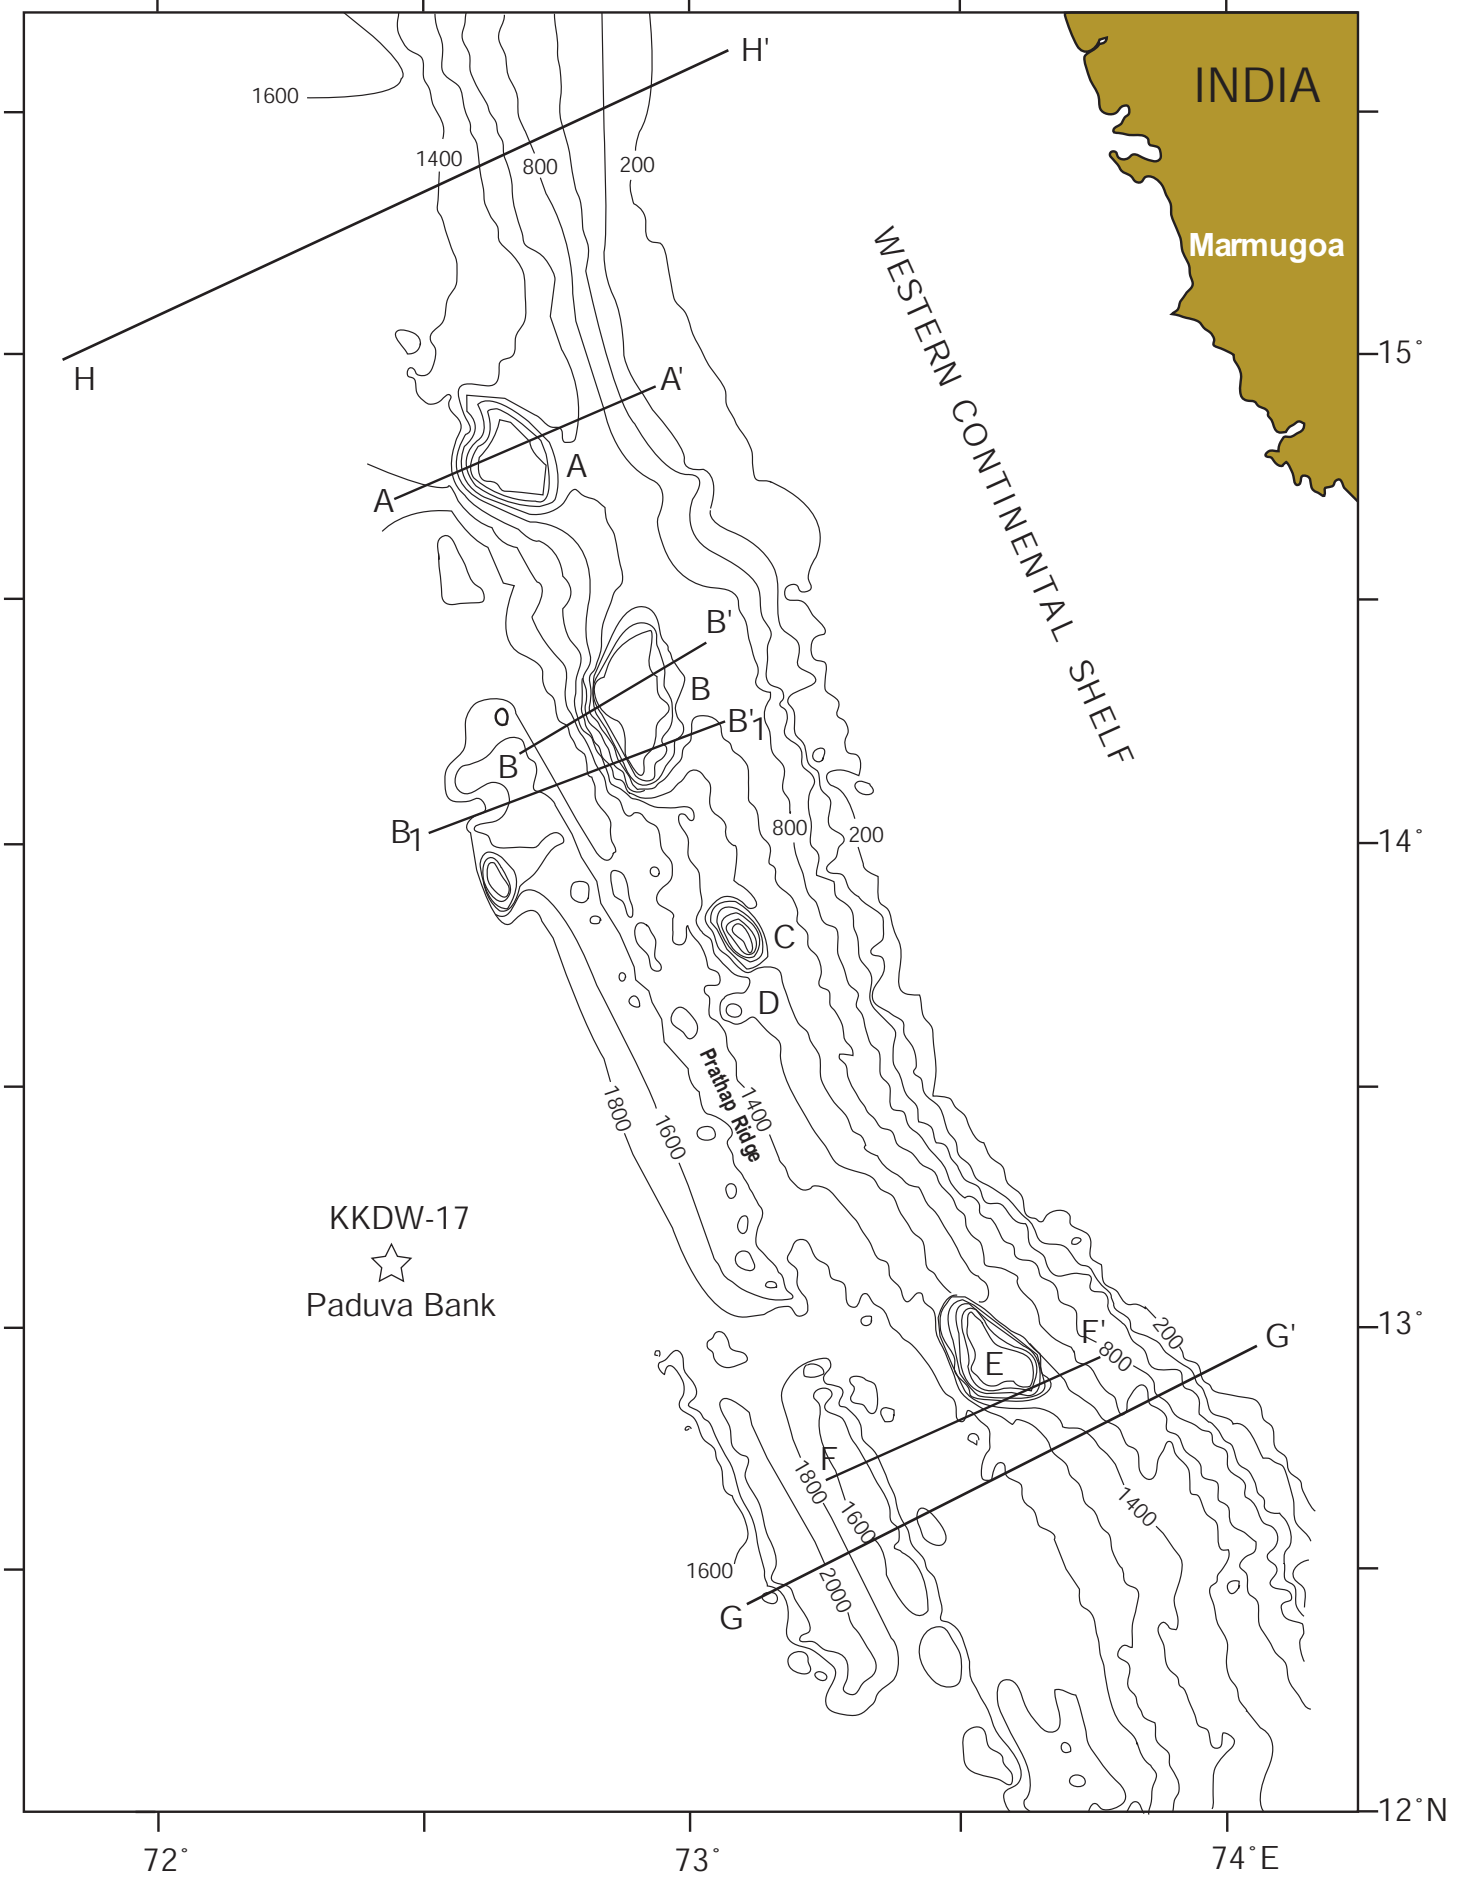 H'
INDIA
1600
1400
800
200
Marmugoa
WESTERN CONTINENTAL SHELF
15°
H
A'
A
A
B'
B
B'1
B
B1
800
200
14°
C
D
Prathap Ridge
1400
1800
1600
KKDW-17
Paduva Bank
200
13°
F'
G'
800
E
F
1800
1600
1400
1600
2000
G
12°N
72°
73°
74°E